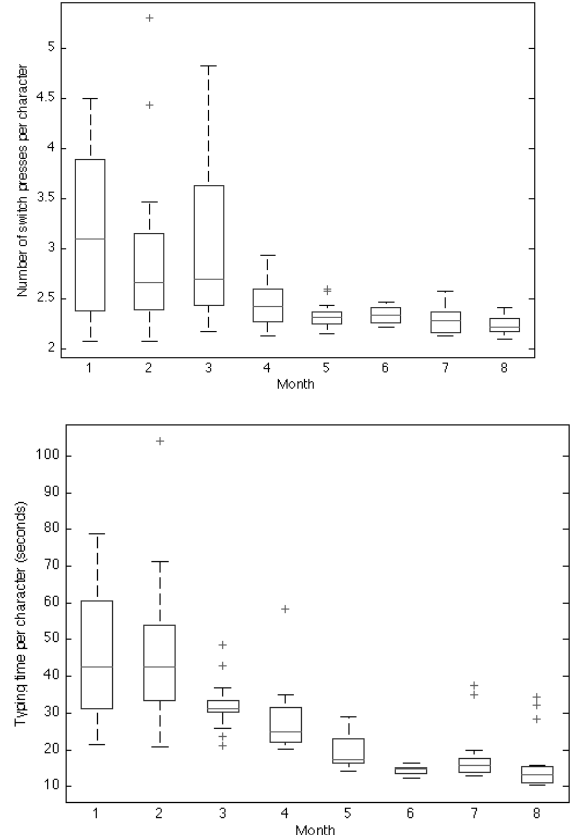 Number of switch presses per character
5
4.5
4
3.5
3
2.5
2
1 2 3 4 5 6 7 8
Month
Typing time per character (seconds)
100
90
80
70
60
50
40
30
20
10
1 2 3 4 5 6 7 8
Month